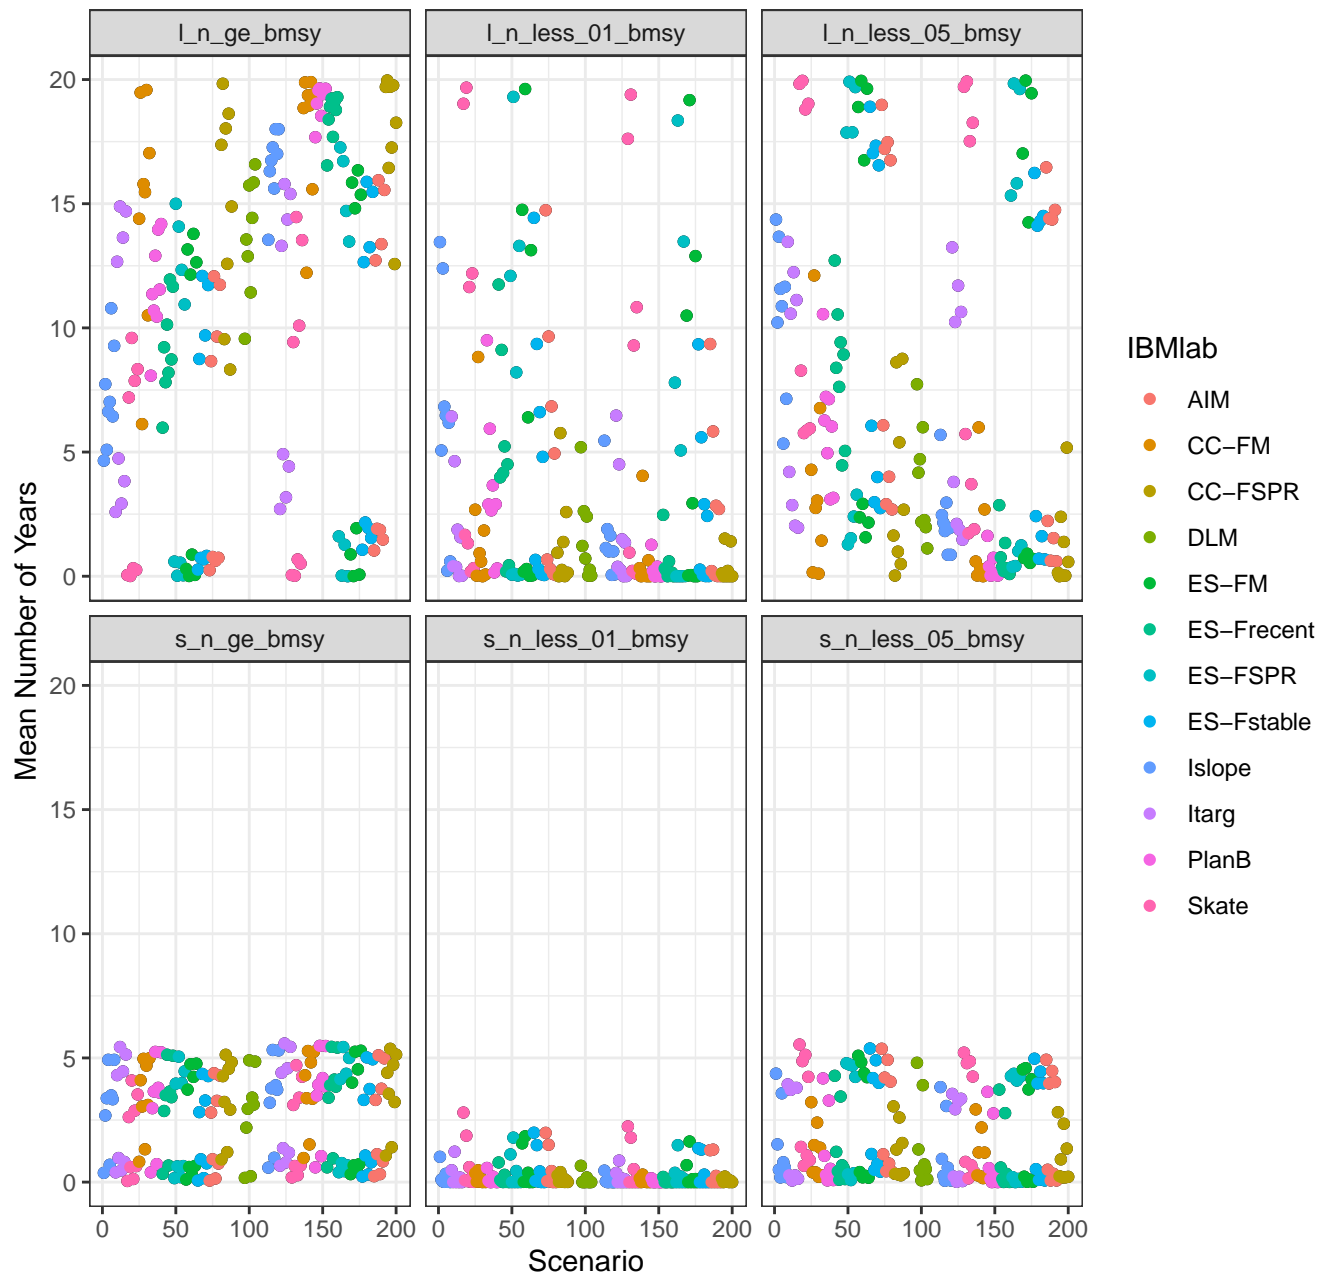 l_n_ge_bmsy
l_n_less_01_bmsy
l_n_less_05_bmsy
20
15
10
5
0
s_n_ge_bmsy
s_n_less_01_bmsy
s_n_less_05_bmsy
20
15
10
5
0
0 50 100 150 200
0 50 100 150 200
0 50 100 150 200
Scenario
Mean Number of Years
IBMlab
AIM
CC−FM
CC−FSPR
DLM
ES−FM
ES−Frecent
ES−FSPR
ES−Fstable
Islope
Itarg
PlanB
Skate